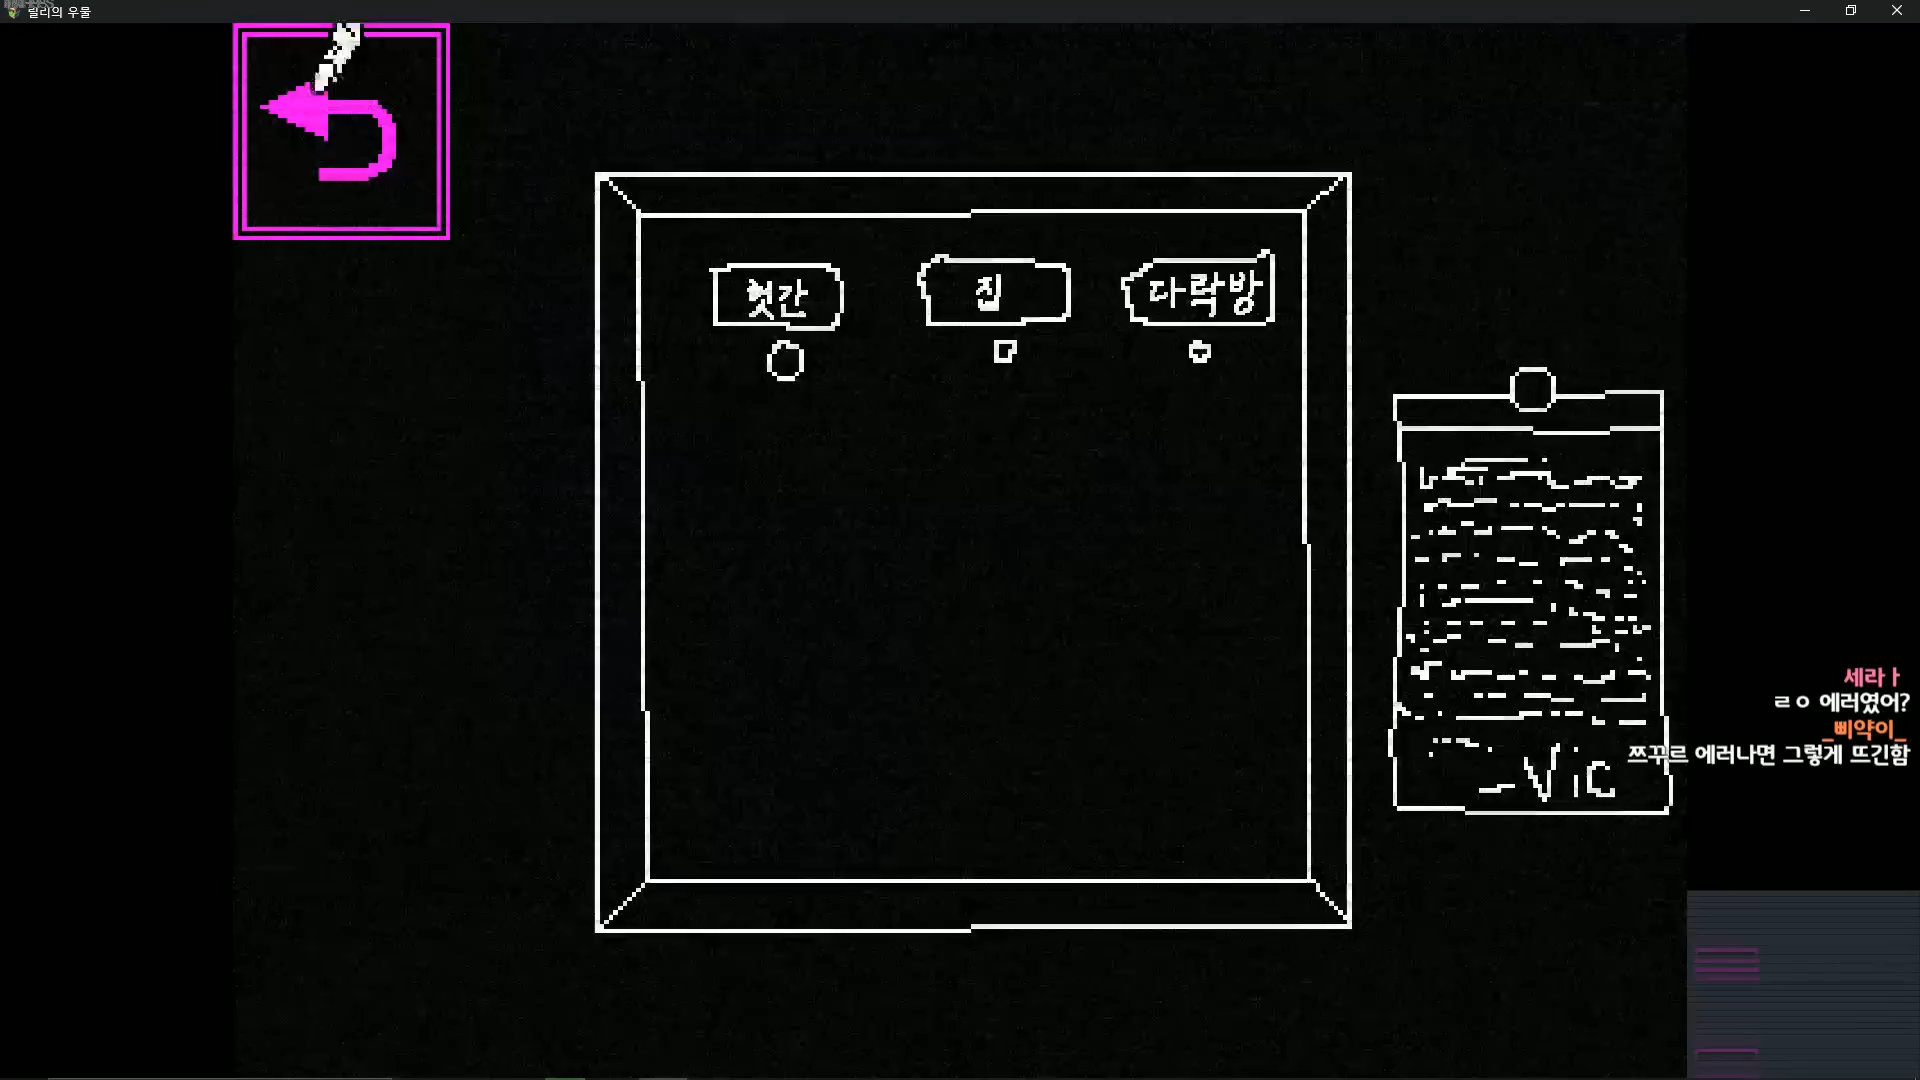 릴리의 우물
헛간
집
다락방
Vic
세라ㅏ
ㄹㅇ 에러였어?
_삐약이_
쯔꾸르 에러나면 그렇게 뜨긴함